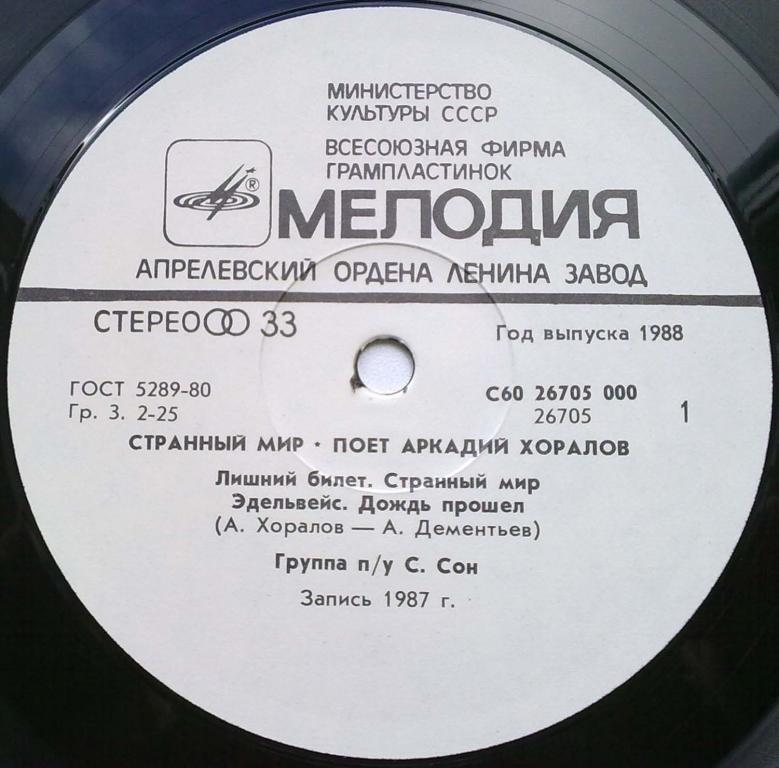 МИНИСТЕРСТВО
КУЛЬТУРЫ СССР
ВСЕСОЮЗНАЯ ФИРМА
ГРАМПЛАСТИНОК
®
МЕЛОДИЯ
АПРЕЛЕВСКИЙ ОРДЕНА ЛЕНИНА ЗАВОД
СТЕРЕО 33
Год выпуска 1988
ГОСТ 5289-80
Гр. 3. 2-25
С60 26705 000
26705
1
СТРАННЫЙ МИР · ПОЕТ АРКАДИЙ ХОРАЛОВ
Лишний билет. Странный мир
Эдельвейс. Дождь прошел
(А. Хоралов — А. Дементьев)
Группа п/у С. Сон
Запись 1987 г.